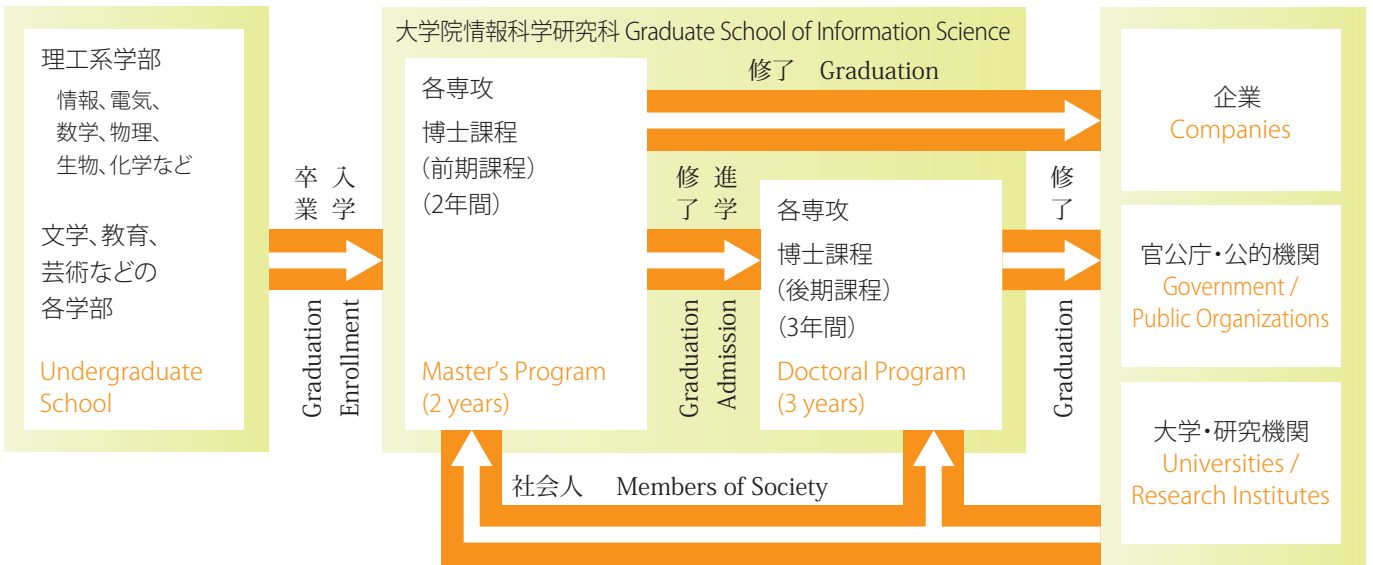 理工系学部
情報、電気、
数学、物理、
生物、化学など
文学、教育、
芸術などの
各学部
Undergraduate
School
卒業
入学
Graduation
Enrollment
大学院情報科学研究科 Graduate School of Information Science
各専攻
博士課程
(前期課程)
(2年間)
Master's Program
(2 years)
修了 Graduation
修了
進学
Graduation
Admission
各専攻
博士課程
(後期課程)
(3年間)
Doctoral Program
(3 years)
修了
Graduation
企業
Companies
官公庁・公的機関
Government /
Public Organizations
大学・研究機関
Universities /
Research Institutes
社会人 Members of Society